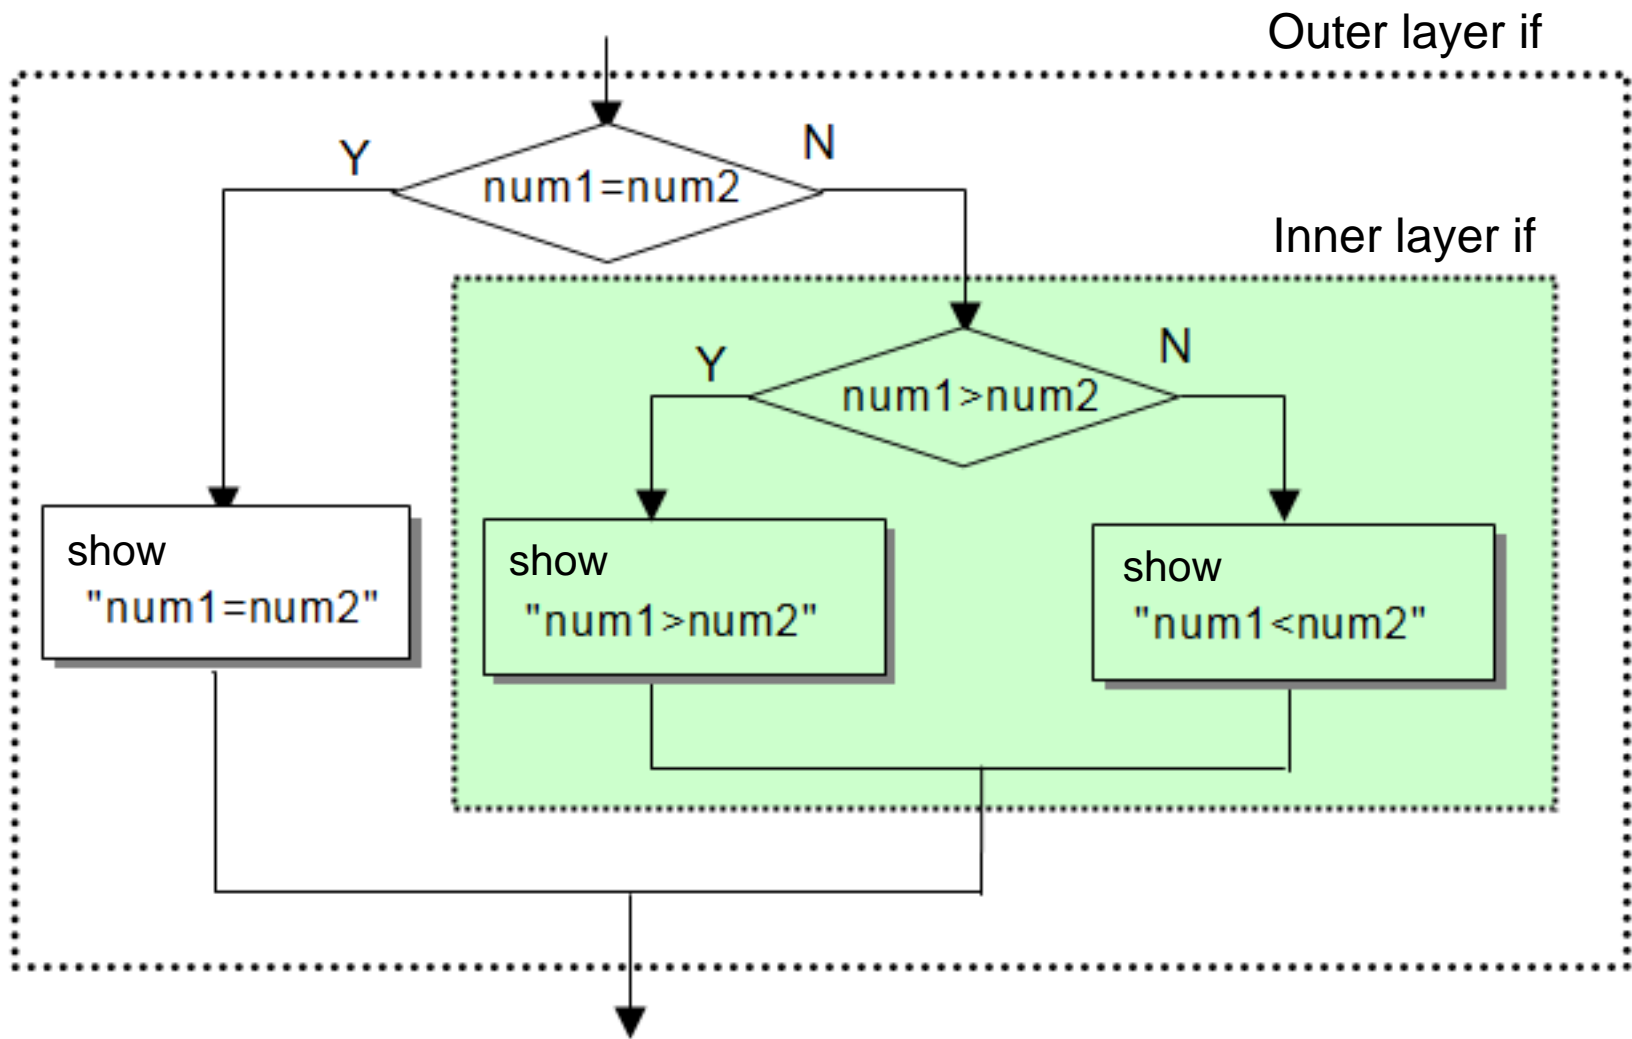 Outer layer if
Y
N
num1=num2
Inner layer if
Y
N
num1>num2
show
"num1=num2"
show
"num1>num2"
show
"num1<num2"